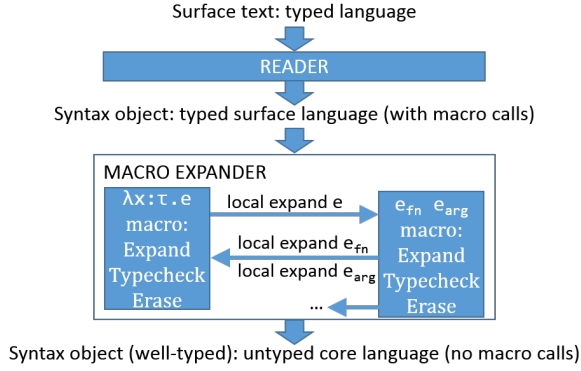 Surface text: typed language
READER
Syntax object: typed surface language (with macro calls)
MACRO EXPANDER
λx:τ.e
macro:
Expand
Typecheck
Erase
local expand e
local expand e_fn
local expand e_arg
...
e_fn e_arg
macro:
Expand
Typecheck
Erase
Syntax object (well-typed): untyped core language (no macro calls)